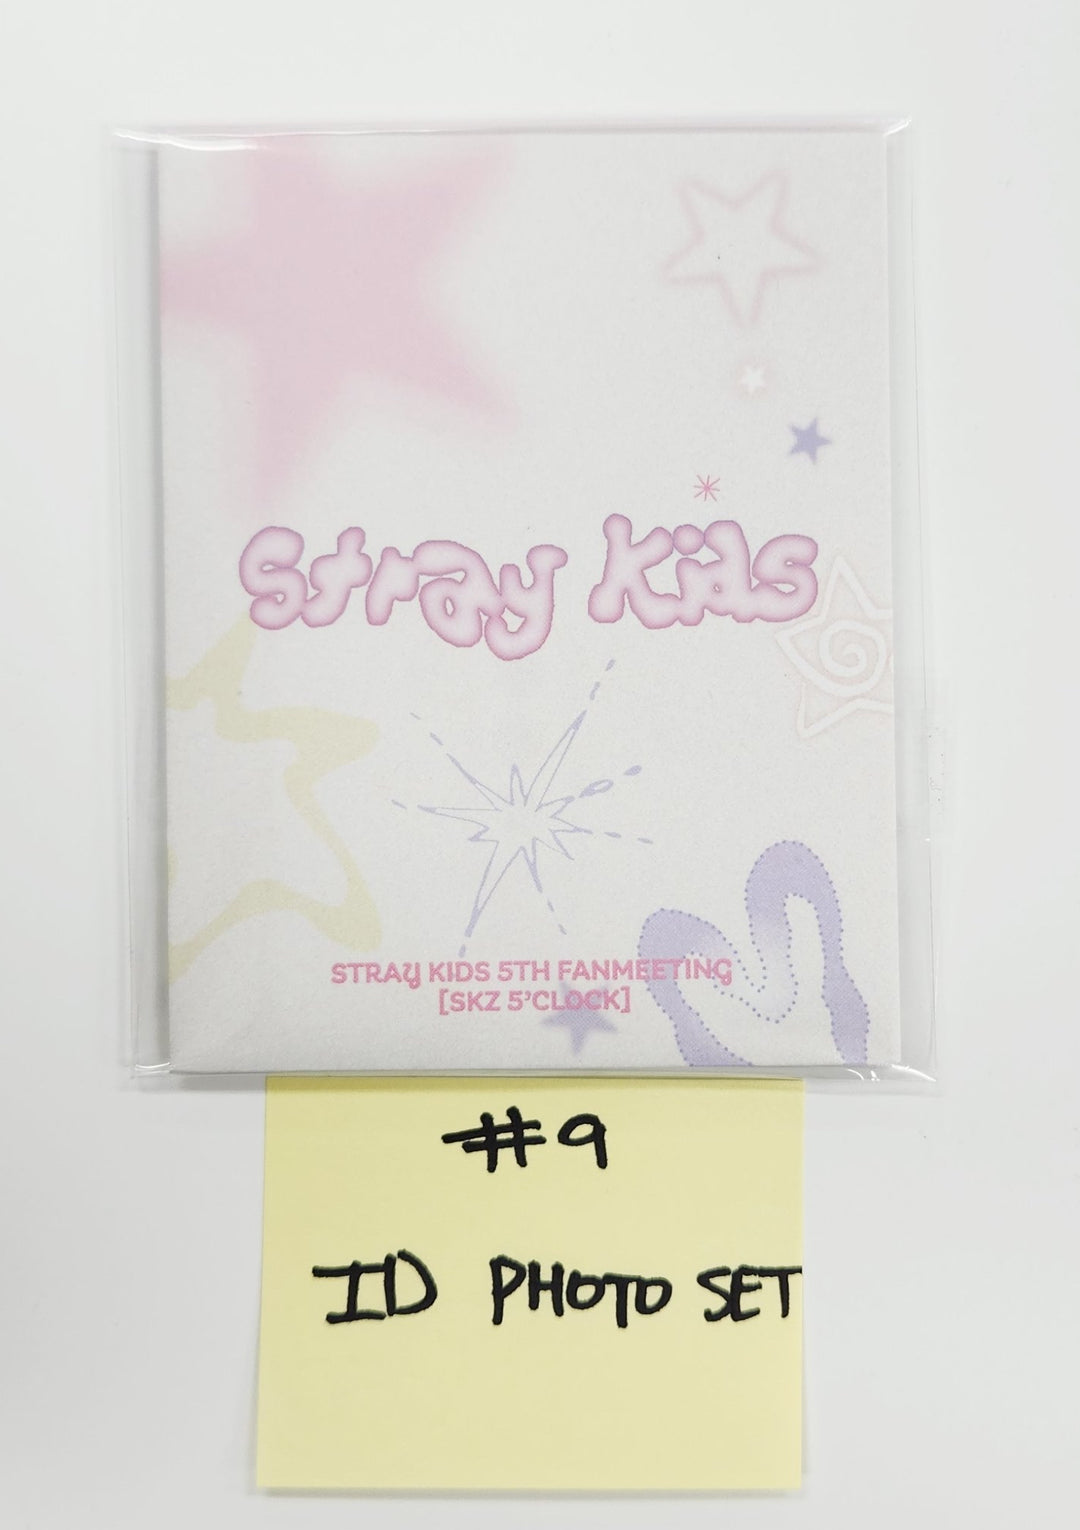 Stray Kids
STRAY KIDS 5TH FANMEETING
[SKZ 5'CLOCK]
#9
ID PHOTO SET